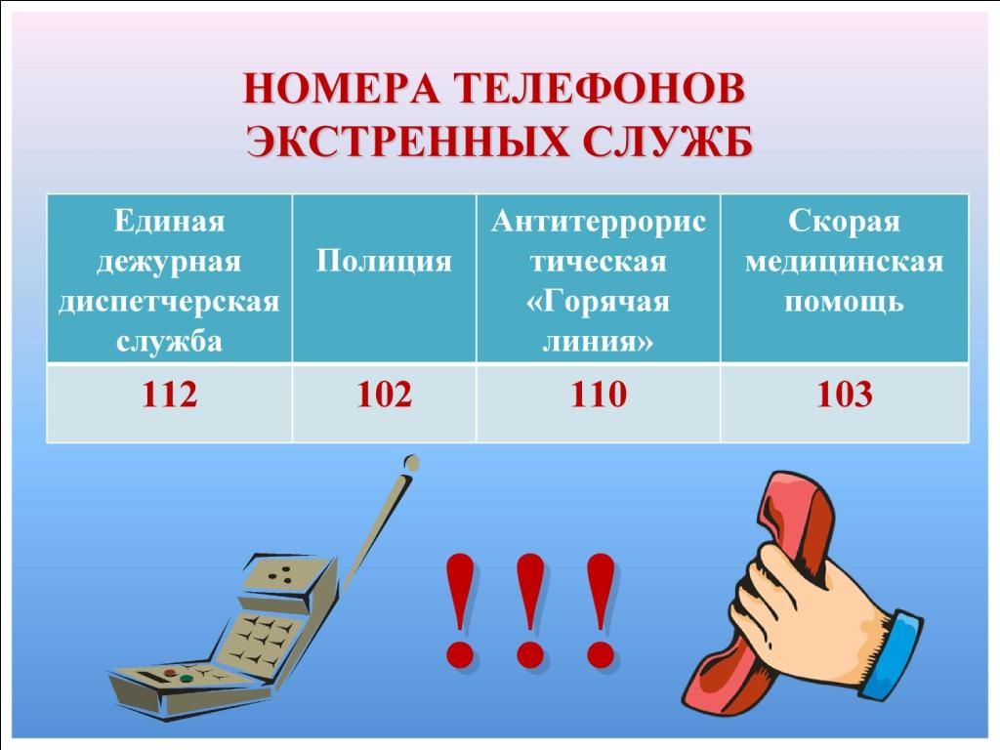 НОМЕРА ТЕЛЕФОНОВ
ЭКСТРЕННЫХ СЛУЖБ
Единая
дежурная
диспетчерская
служба
Полиция
Антитеррорис
тическая
«Горячая
линия»
Скорая
медицинская
помощь
112
102
110
103
! ! !